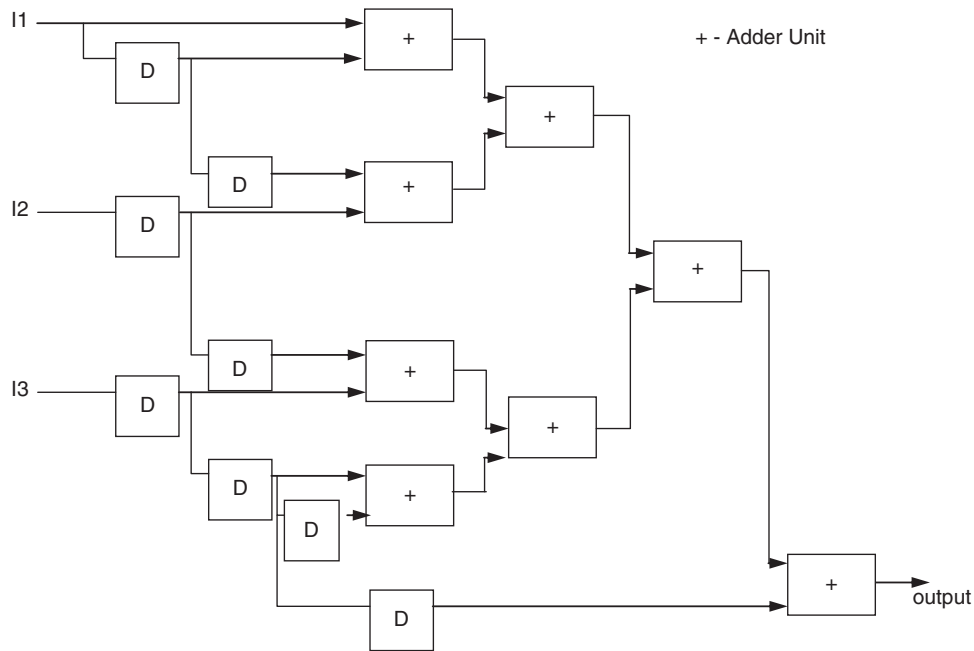 I1
+
+ - Adder Unit
D
+
D
+
I2
D
+
D
+
I3
D
+
D
+
D
+
output
D